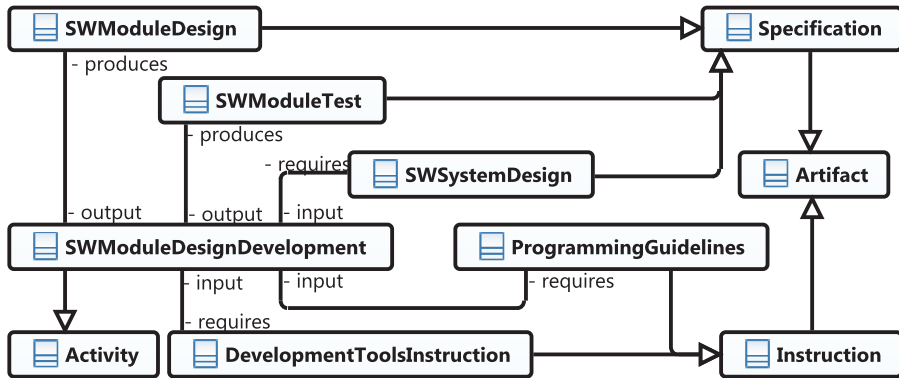 SWModuleDesign
Specification
- produces
SWModuleTest
- produces
- requires
SWSystemDesign
Artifact
- output
- output
- input
SWModuleDesignDevelopment
ProgrammingGuidelines
- input
- input
- requires
- requires
Activity
DevelopmentToolsInstruction
Instruction